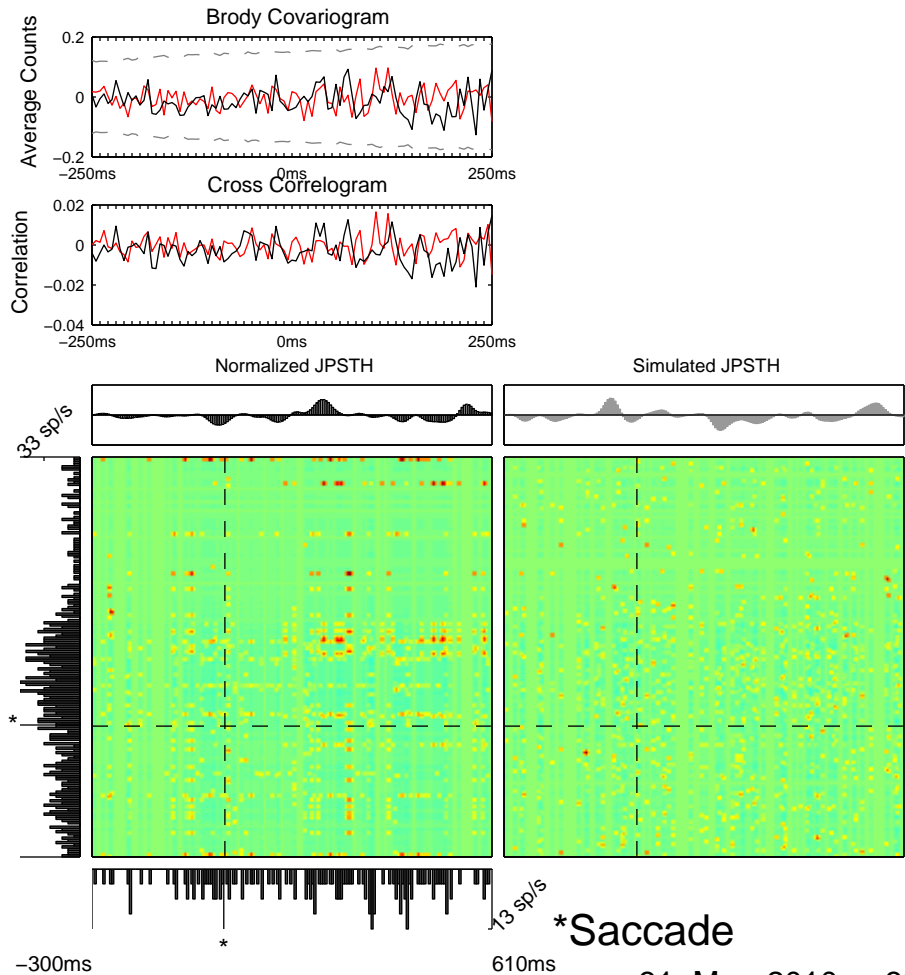 Brody Covariogram
Average Counts
0.2
0
−0.2
−250ms
0ms
250ms
Cross Correlogram
Correlation
0.02
0
−0.02
−0.04
−250ms
0ms
250ms
Normalized JPSTH
Simulated JPSTH
33 sp/s
*
13 sp/s
*
*Saccade
−300ms
610ms